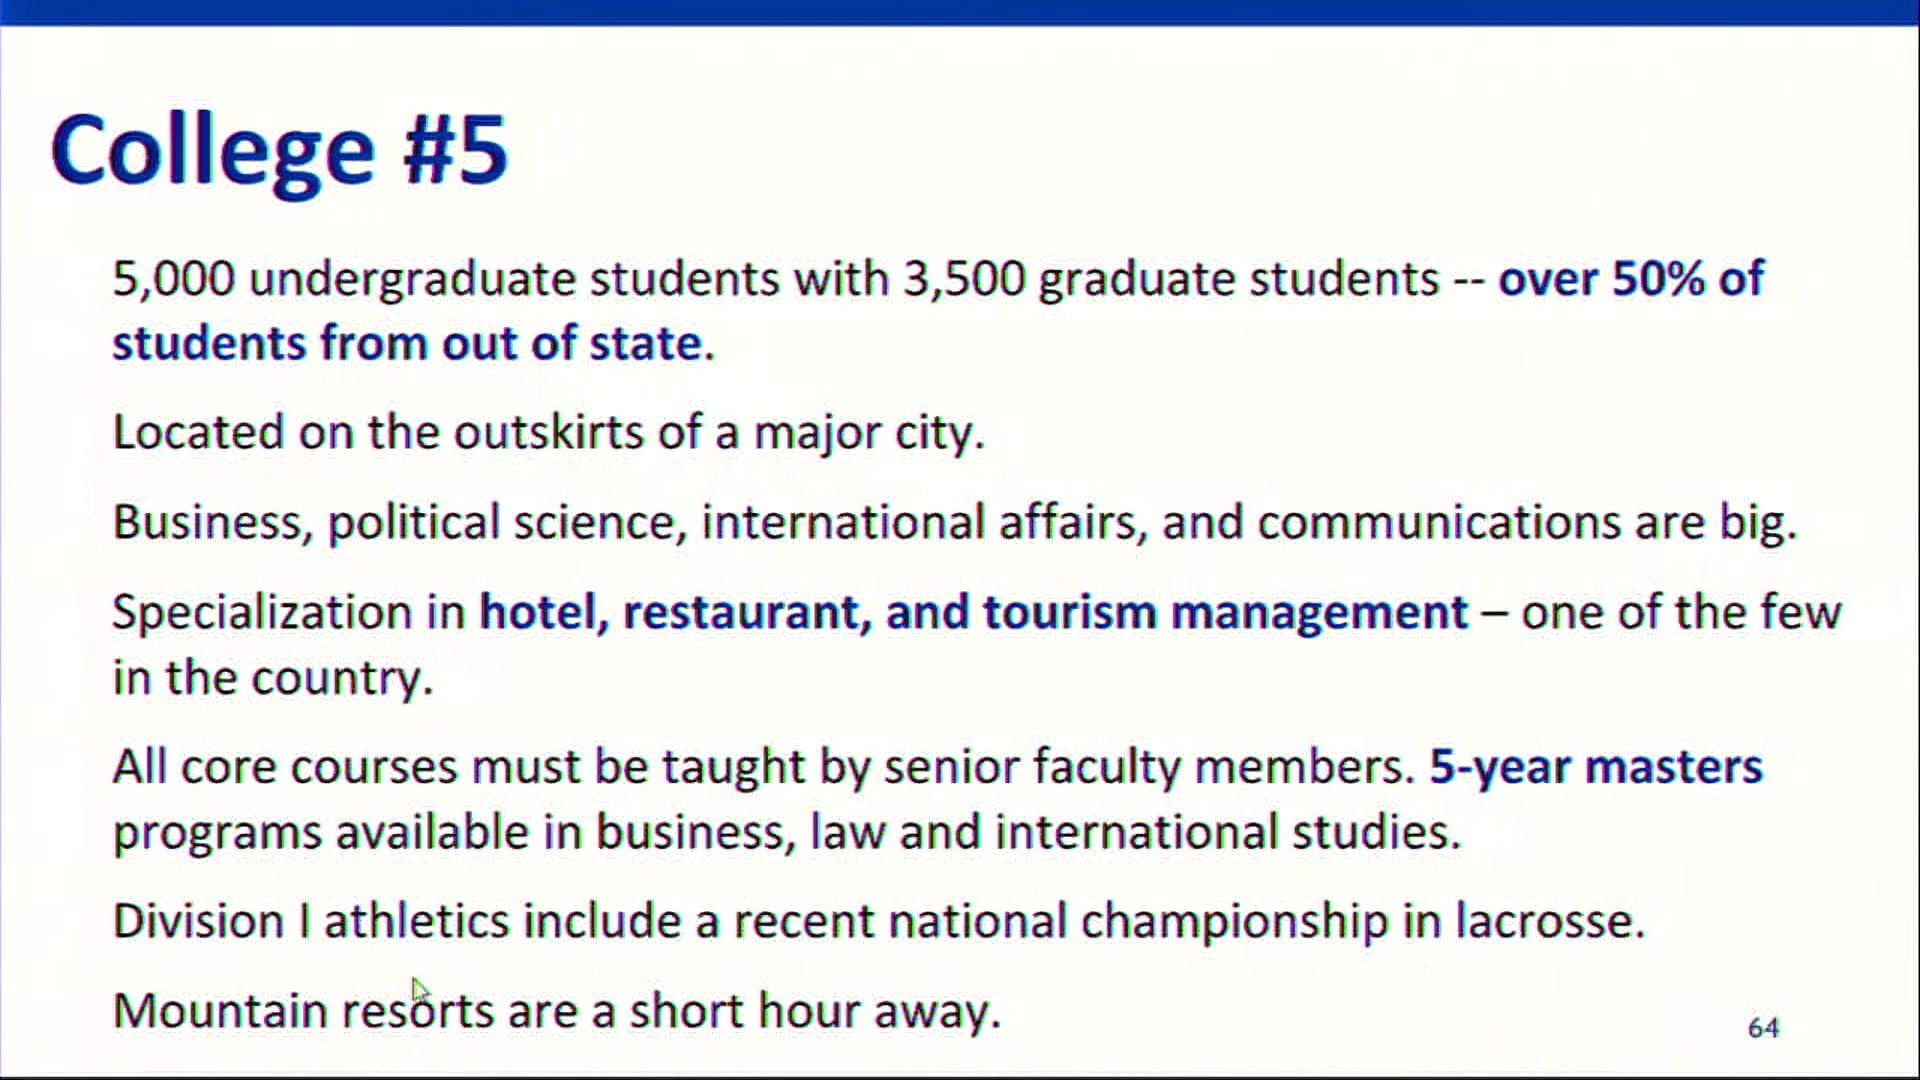 College #5
5,000 undergraduate students with 3,500 graduate students -- over 50% of
students from out of state.
Located on the outskirts of a major city.
Business, political science, international affairs, and communications are big.
Specialization in hotel, restaurant, and tourism management – one of the few
in the country.
All core courses must be taught by senior faculty members. 5-year masters
programs available in business, law and international studies.
Division I athletics include a recent national championship in lacrosse.
Mountain resorts are a short hour away.
64